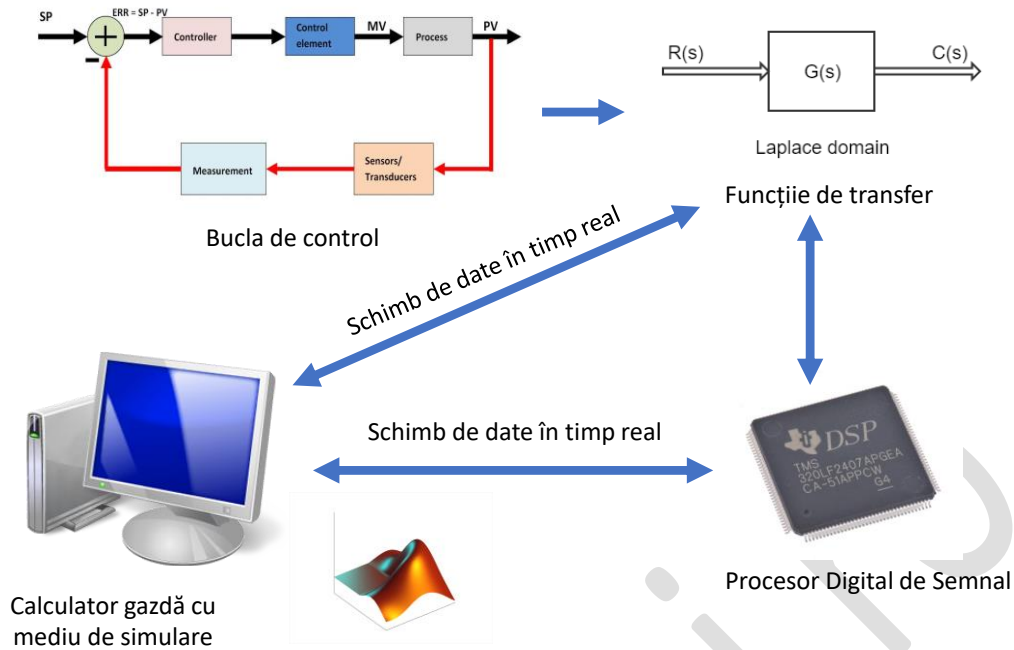 SP
ERR = SP - PV
Controller
Control
element
MV
Process
PV
Measurement
Sensors/
Transducers
Bucla de control
R(s)
G(s)
C(s)
Laplace domain
Funcțiie de transfer
Schimb de date în timp real
Schimb de date în timp real
DSP
TMS
320LF2407APGEA
CA-51APPCW
G4
Procesor Digital de Semnal
Calculator gazdă cu
mediu de simulare